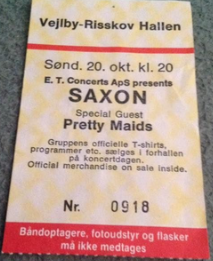 Vejlby-Risskov Hallen
Sønd. 20. okt. kl. 20
E. T. Concerts ApS presents
SAXON
Special Guest
Pretty Maids
Gruppens officielle T-shirts,
programmer etc. sælges i forhallen
på koncertdagen.
Official merchandise on sale inside.
Nr. 0918
Båndoptagere, fotoudstyr og flasker
må ikke medtages